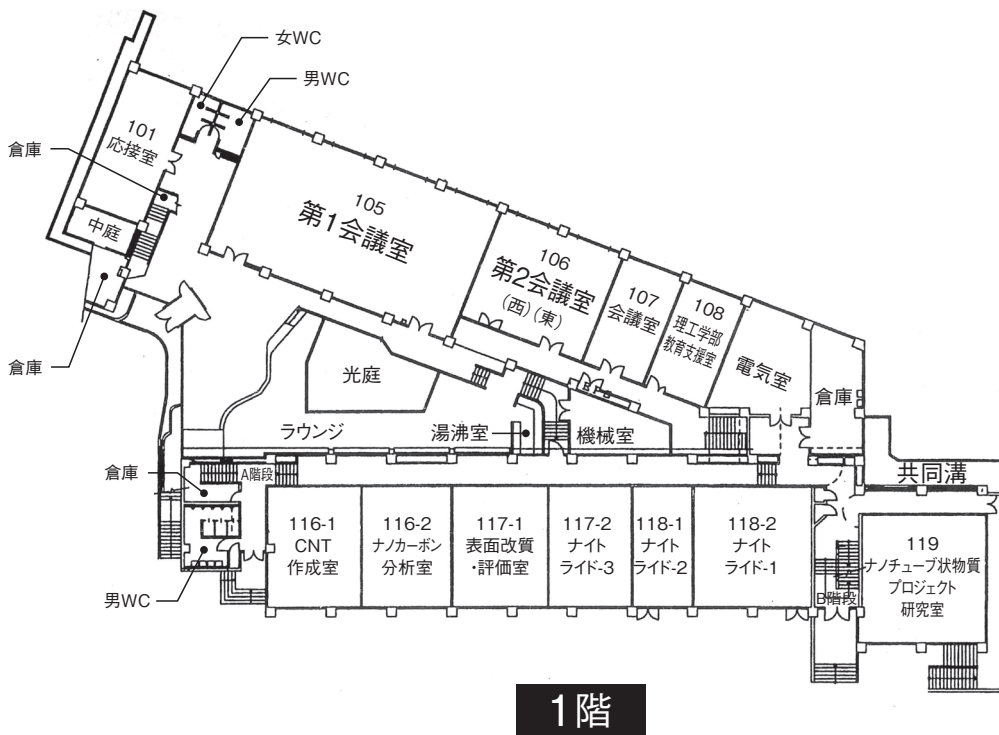 女WC
男WC
101
応接室
倉庫
中庭
倉庫
105
第1会議室
106
第2会議室
(西)(東)
107
会議室
108
理工学部
教育支援室
電気室
倉庫
光庭
ラウンジ
湯沸室
機械室
共同溝
倉庫
A階段
男WC
116-1
CNT
作成室
116-2
ナノカーボン
分析室
117-1
表面改質
・評価室
117-2
ナイト
ライド-3
118-1
ナイト
ライド-2
118-2
ナイト
ライド-1
B階段
119
ナノチューブ状物質
プロジェクト
研究室
1階